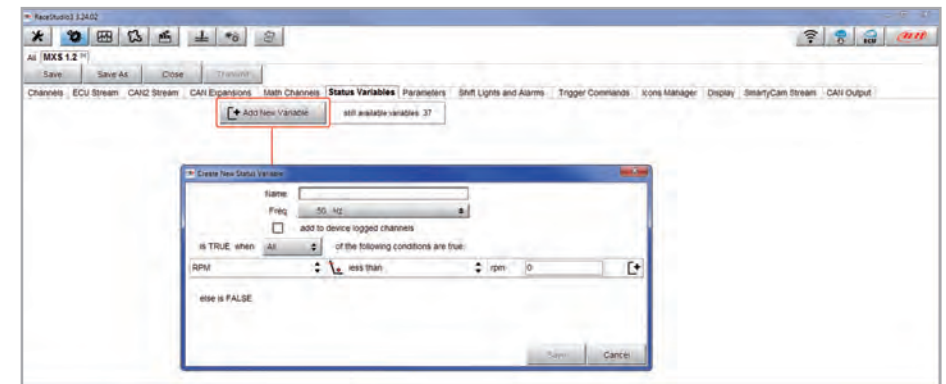 RaceStudio3 3.24.02
ECU
All MXS 1.2
Save Save As Close Transmit
Channels ECU Stream CAN2 Stream CAN Expansions Math Channels Status Variables Parameters Shift Lights and Alarms Trigger Commands Icons Manager Display SmartyCam Stream CAN Output
Add New Variable still available variables 37
Create New Status Variable
Name
Freq 50 Hz
add to device logged channels
is TRUE when All of the following conditions are true:
RPM less than rpm 0
else is FALSE
Save Cancel